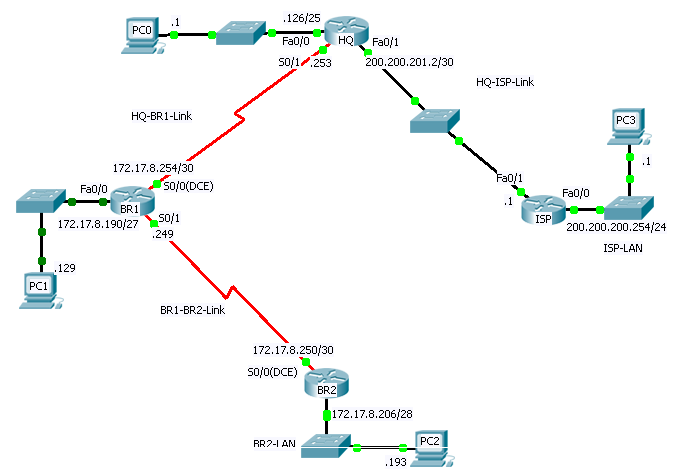 .126/25
.1
PC0
HQ
Fa0/0
Fa0/1
S0/1
.253
200.200.201.2/30
HQ-ISP-Link
HQ-BR1-Link
PC3
172.17.8.254/30
.1
Fa0/1
S0/0(DCE)
Fa0/0
Fa0/0
.1
BR1
S0/1
ISP
172.17.8.190/27
200.200.200.254/24
.249
ISP-LAN
.129
PC1
BR1-BR2-Link
172.17.8.250/30
S0/0(DCE)
BR2
172.17.8.206/28
BR2-LAN
PC2
.193